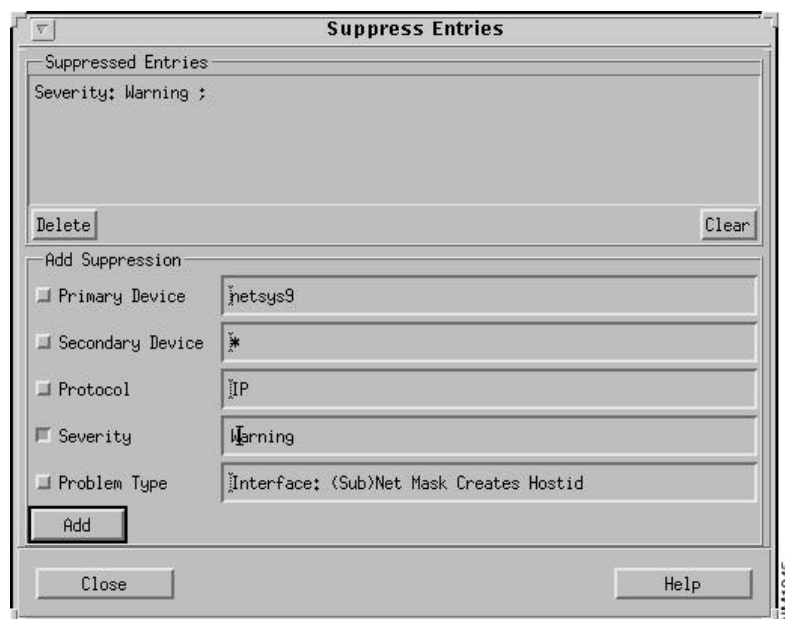 Suppress Entries
Suppressed Entries
Severity: Warning ;
Delete
Clear
Add Suppression
Primary Device
netsys9
Secondary Device
*
Protocol
IP
Severity
Warning
Problem Type
Interface: (Sub)Net Mask Creates Hostid
Add
Close
Help